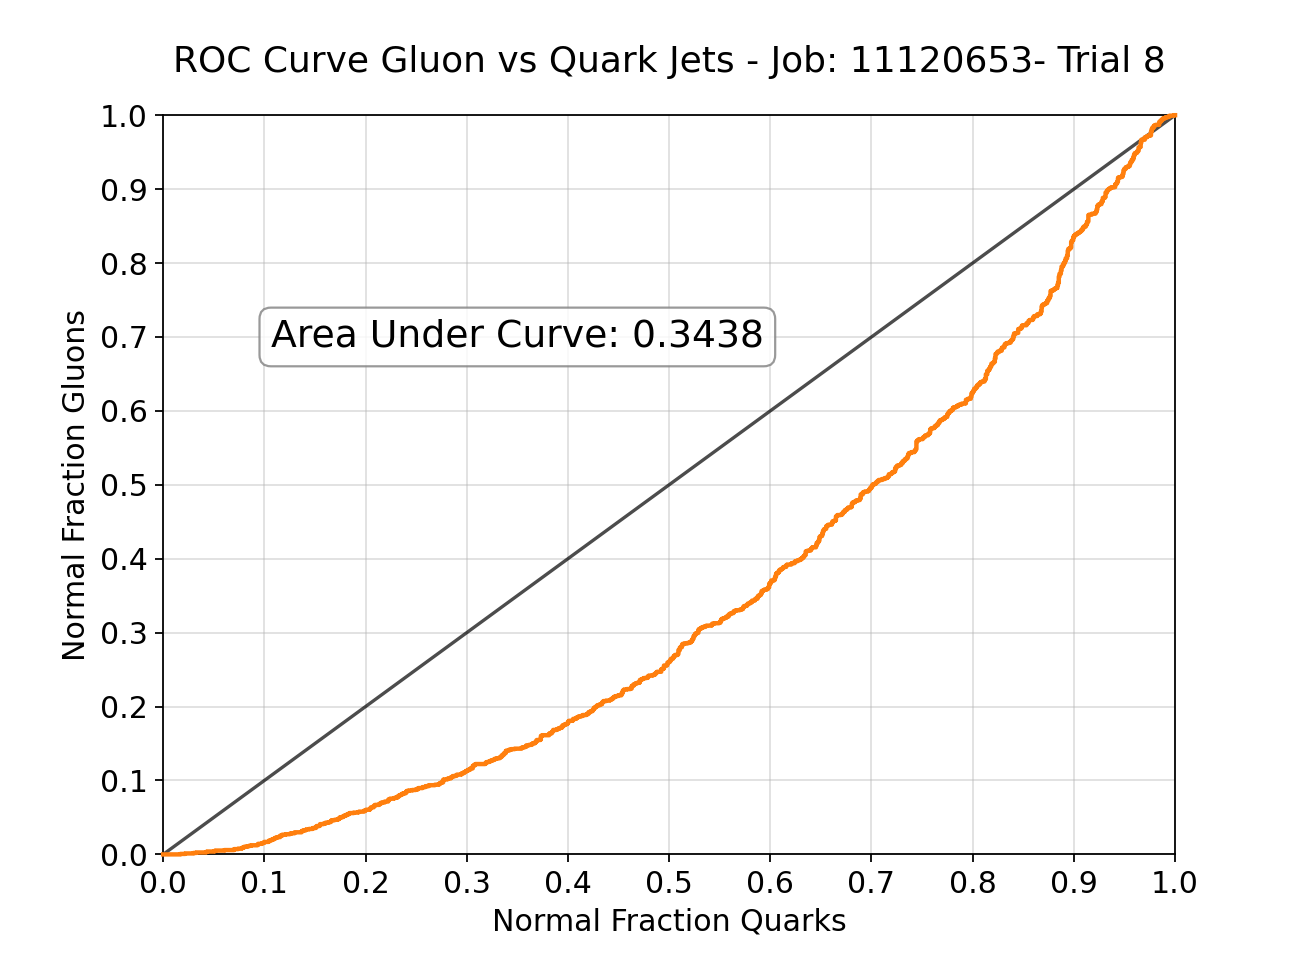 ROC Curve Gluon vs Quark Jets - Job: 11120653- Trial 8
1.0
0.9
0.8
0.7
0.6
0.5
0.4
0.3
0.2
0.1
0.0
Normal Fraction Gluons
Area Under Curve: 0.3438
0.0 0.1 0.2 0.3 0.4 0.5 0.6 0.7 0.8 0.9 1.0
Normal Fraction Quarks